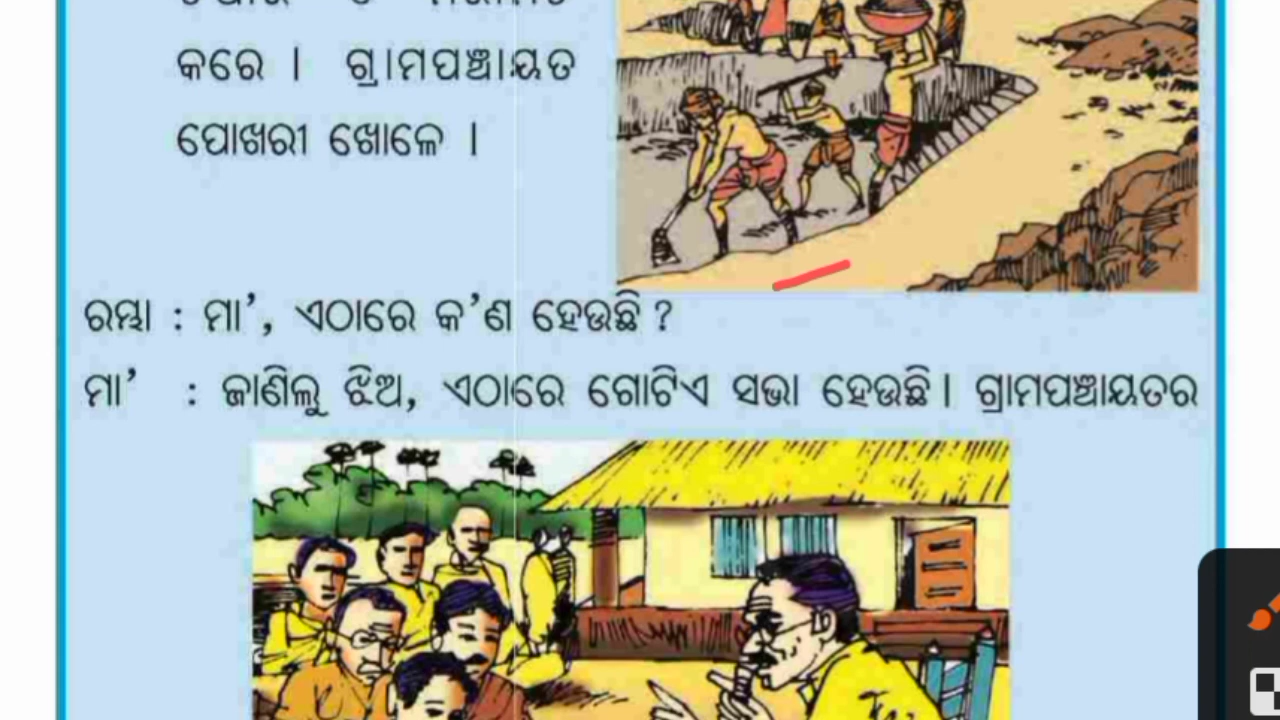 କରେ । ଗ୍ରାମପଞ୍ଚାୟତ
ପୋଖରୀ ଖୋଳେ ।
ରମ୍ଭା : ମା’, ଏଠାରେ କ’ଣ ହେଉଛି ?
ମା’ : ଜାଣିଲୁ ଝିଅ, ଏଠାରେ ଗୋଟିଏ ସଭା ହେଉଛି । ଗ୍ରାମପଞ୍ଚାୟତର